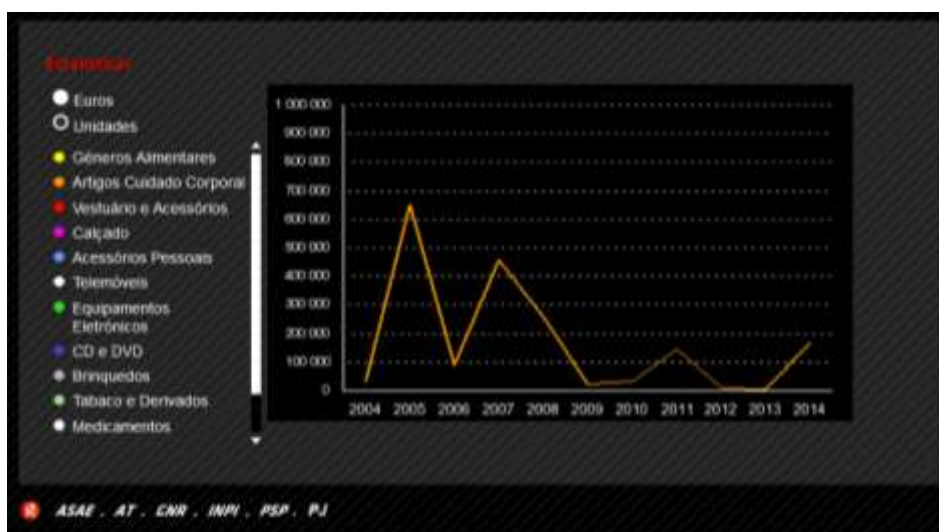 Estatísticas
Euros
Unidades
Géneros Alimentares
Artigos Cuidado Corporal
Vestuário e Acessórios
Calçado
Acessórios Pessoais
Telemóveis
Equipamentos
Eletrónicos
CD e DVD
Brinquedos
Tabaco e Derivados
Medicamentos
1 000 000
900 000
800 000
700 000
600 000
500 000
400 000
300 000
200 000
100 000
0
2004 2005 2006 2007 2008 2009 2010 2011 2012 2013 2014
ASAE . AT . GNR . INPI . PSP . PJ